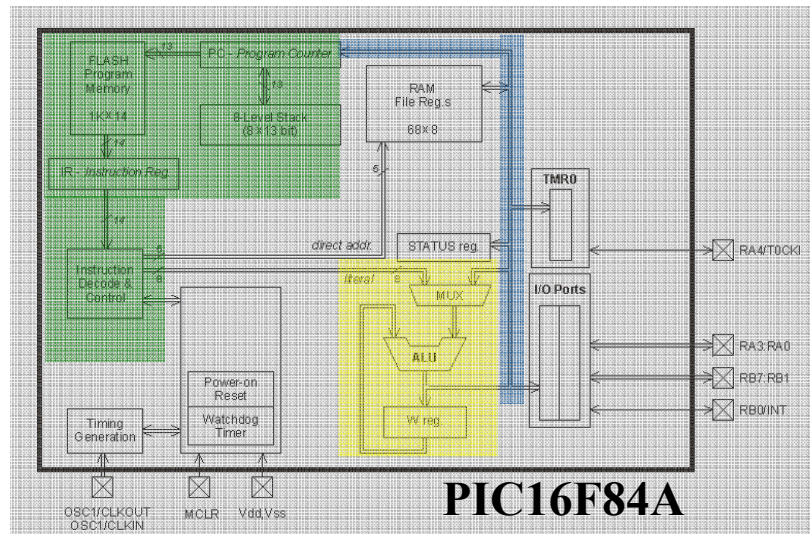 FLASH
Program
Memory
1K×14
13
PC - Program Counter
13
8-Level Stack
(8×13 bit)
14
IR - Instruction Reg
14
Instruction
Decode &
Control
RAM
File Reg.s
68×8
direct addr.
STATUS reg.
literal
8
MUX
ALU
W reg
TMR0
I/O Ports
RA4/T0CKI
RA3:RA0
RB7:RB1
RB0/INT
Power-on
Reset
Watchdog
Timer
Timing
Generation
OSC1/CLKOUT
OSC1/CLKIN
MCLR
Vdd,Vss
PIC16F84A